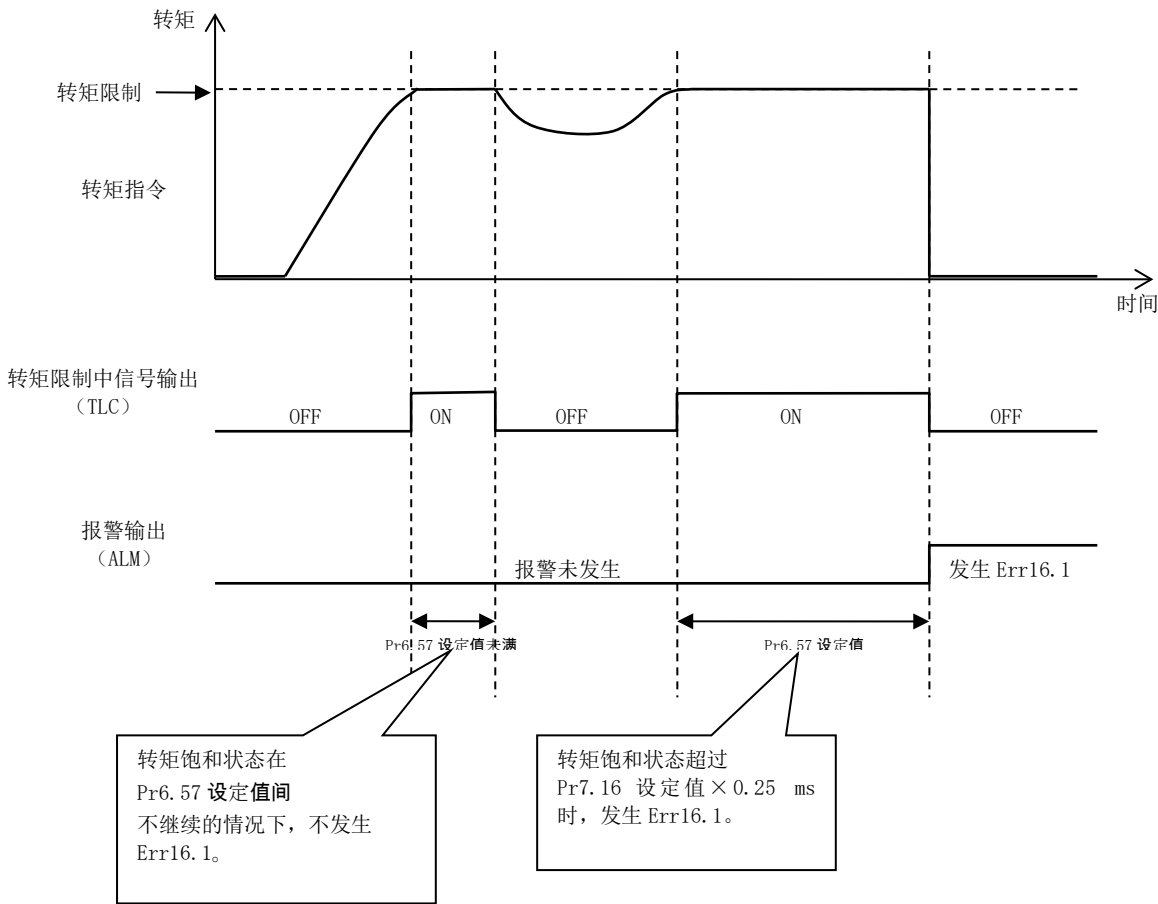 转矩
转矩限制
转矩指令
时间
转矩限制中信号输出
（TLC）
OFF
ON
OFF
ON
OFF
报警输出
（ALM）
报警未发生
发生 Err16.1
Pr6.57 设定值未满
Pr6.57 设定值
转矩饱和状态在
Pr6.57 设定值间
不继续的情况下，不发生
Err16.1。
转矩饱和状态超过
Pr7.16 设定值×0.25 ms
时，发生 Err16.1。